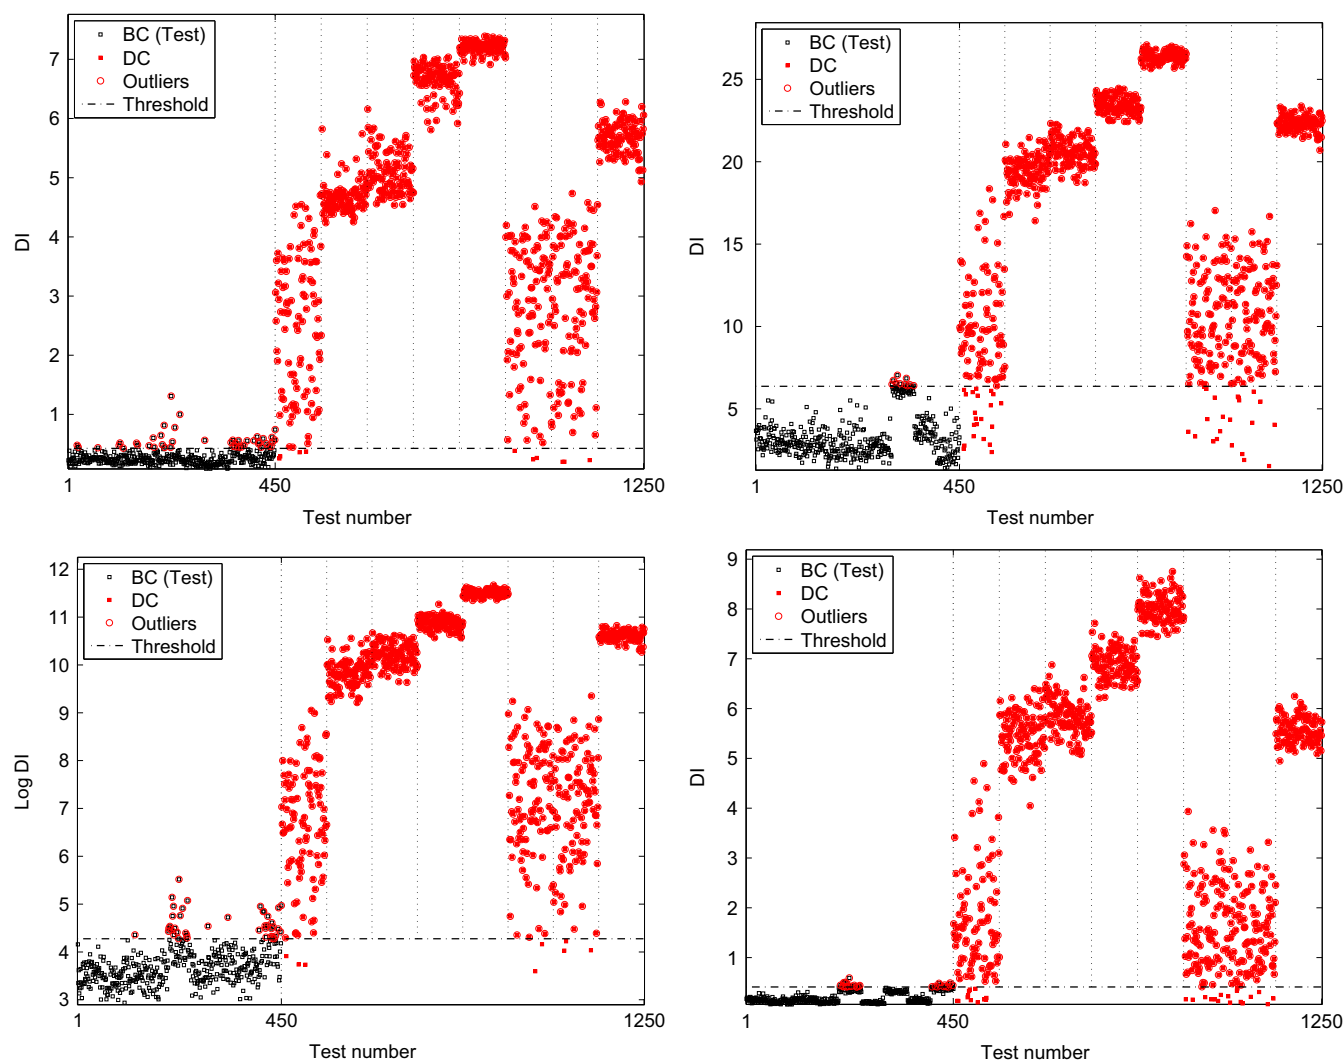 BC (Test)
DC
Outliers
Threshold
7
6
5
4
3
2
1
DI
1
450
1250
Test number
BC (Test)
DC
Outliers
Threshold
25
20
15
10
5
DI
1
450
1250
Test number
BC (Test)
DC
Outliers
Threshold
12
11
10
9
8
7
6
5
4
3
Log DI
1
450
1250
Test number
BC (Test)
DC
Outliers
Threshold
9
8
7
6
5
4
3
2
1
DI
1
450
1250
Test number